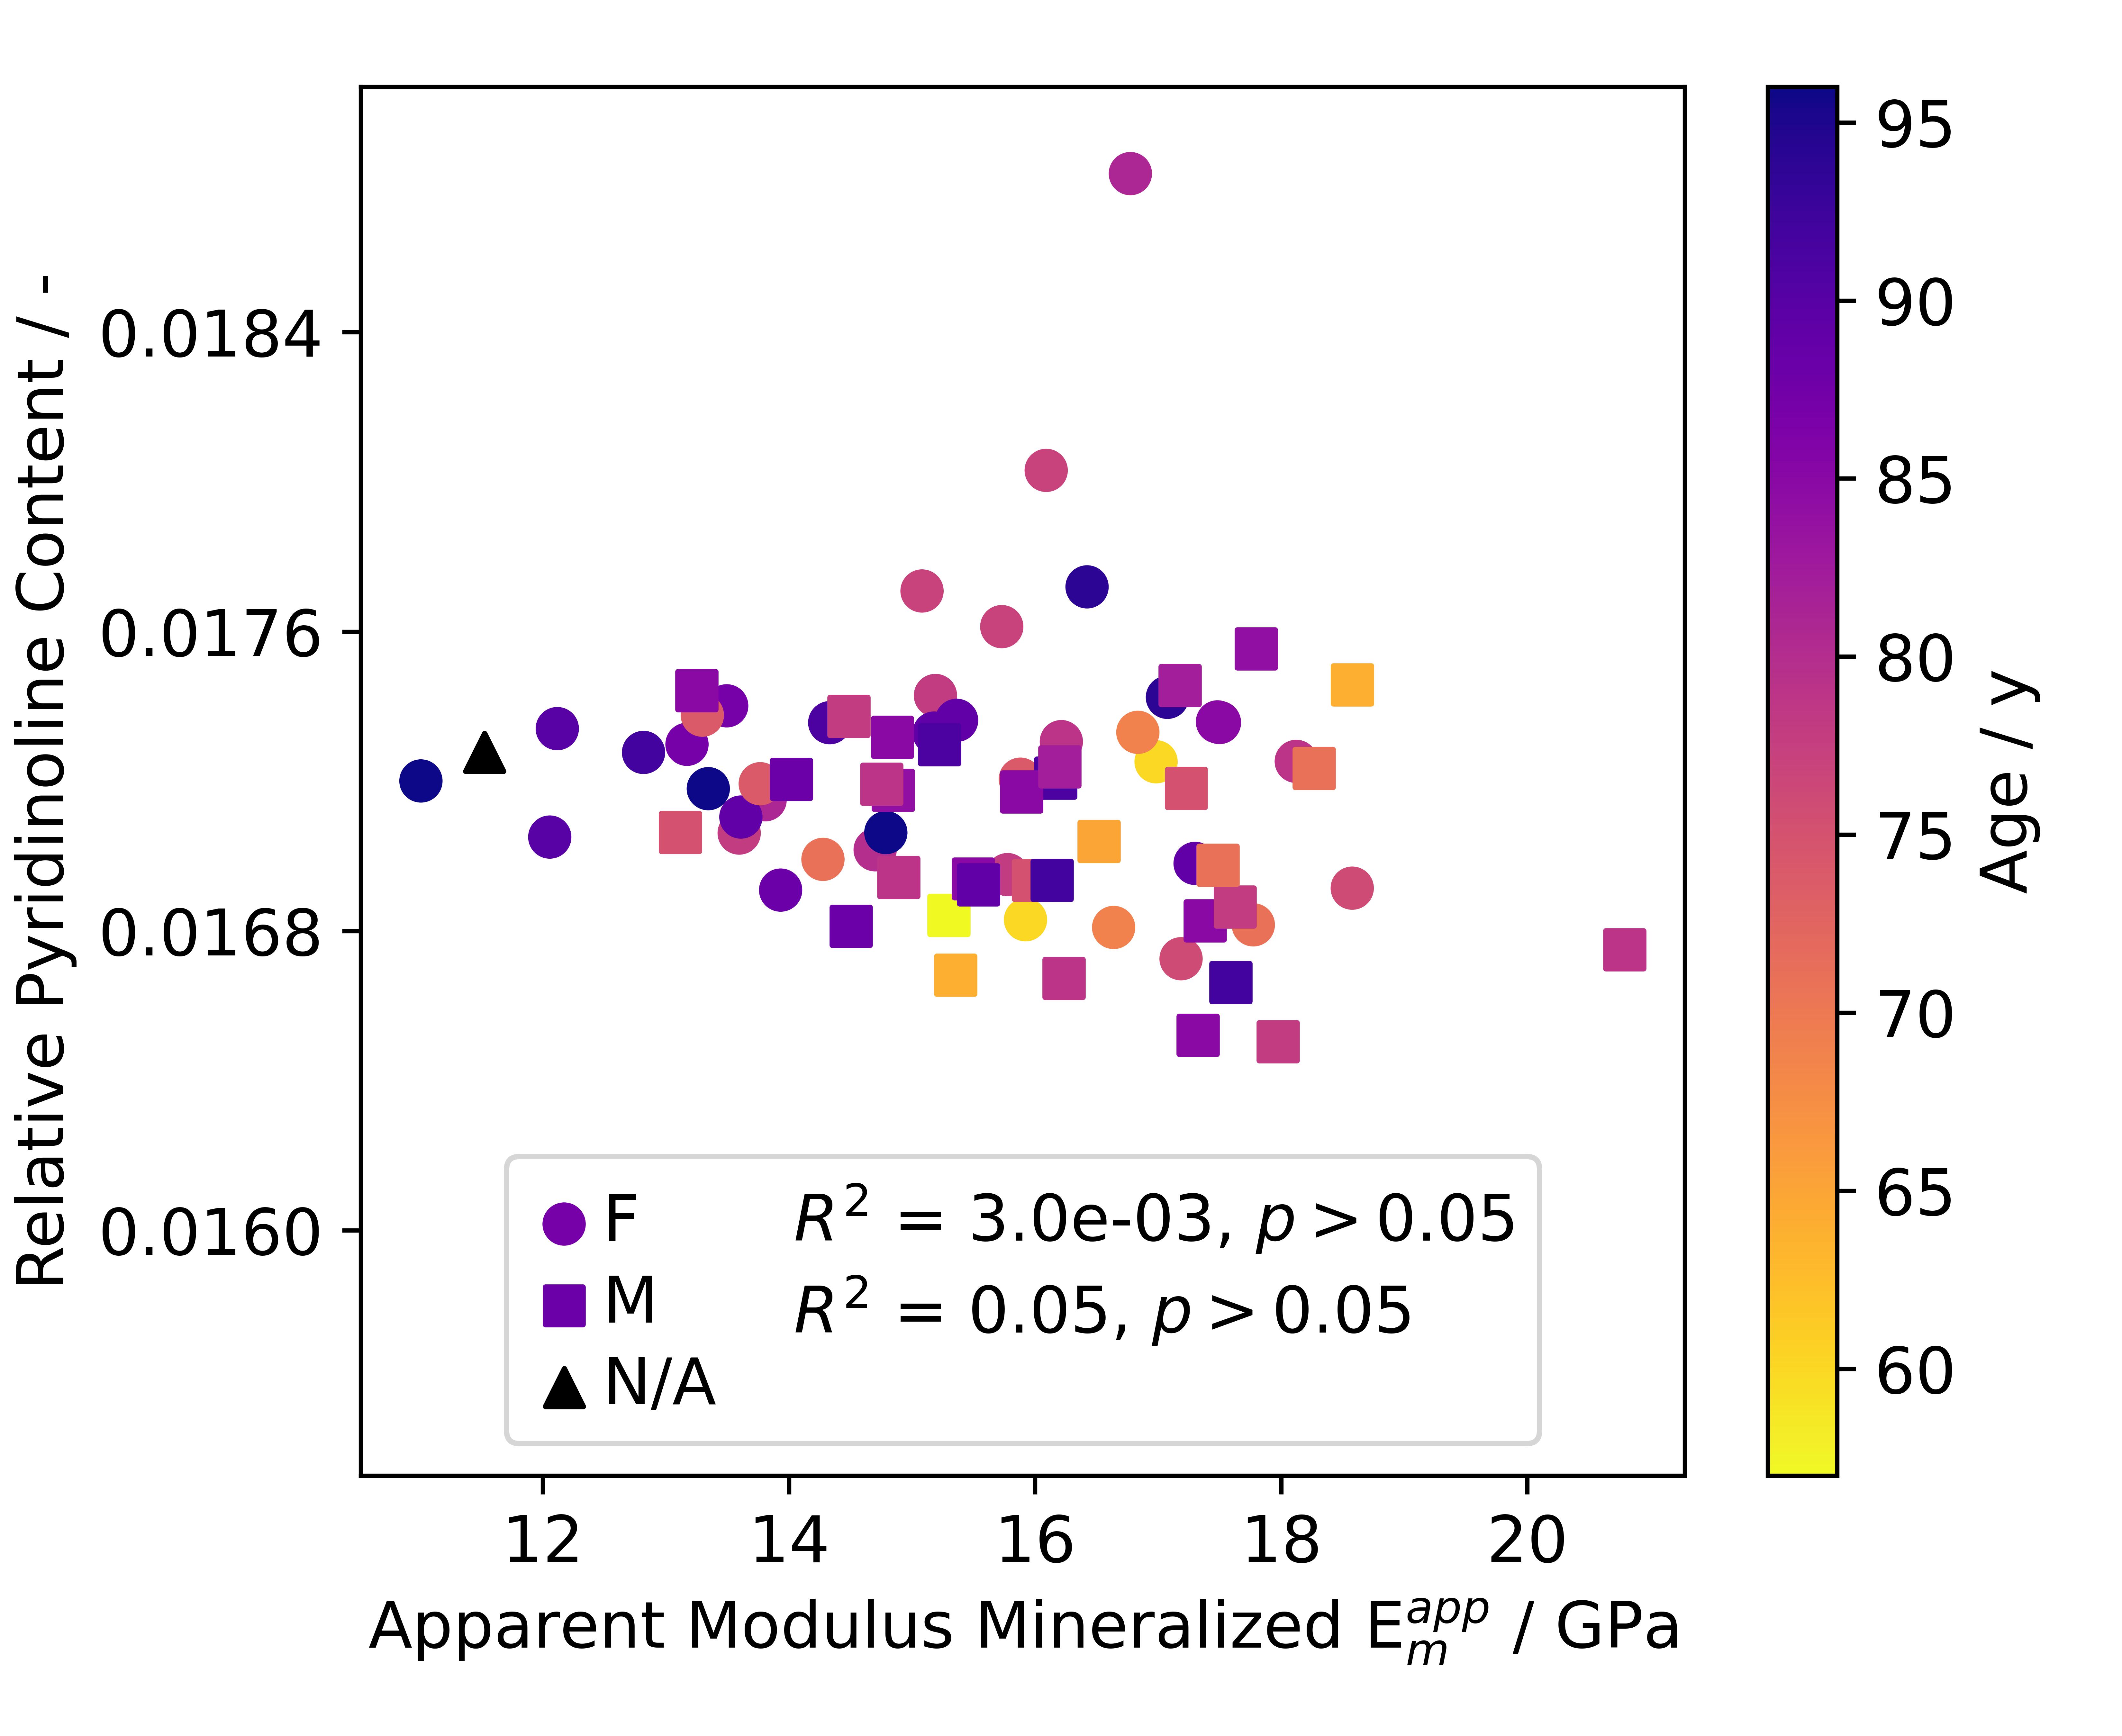 Relative Pyridinoline Content / -
0.0184
0.0176
0.0168
0.0160
F R² = 3.0e-03, p > 0.05
M R² = 0.05, p > 0.05
N/A
12 14 16 18 20
Apparent Modulus Mineralized E_m^app / GPa
95
90
85
80
75
70
65
60
Age / y